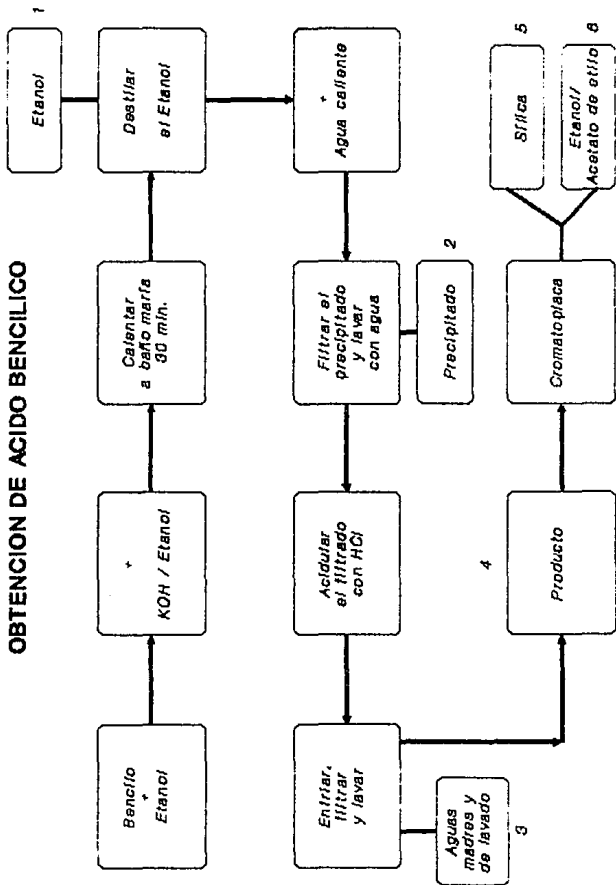 OBTENCION DE ACIDO BENCILICO
Bencilo
+
Etanol
+
KOH / Etanol
Calentar
a baño maría
30 min.
Destilar
el Etanol
Etanol
1
+
Agua caliente
Filtrar el
precipitado
y lavar
con agua
Precipitado
2
Acidular
el filtrado
con HCl
Enfriar,
filtrar
y lavar
Aguas
madres y
de lavado
3
Producto
4
Cromatoplaca
Sílica
5
Etanol/
Acetato de etilo
6